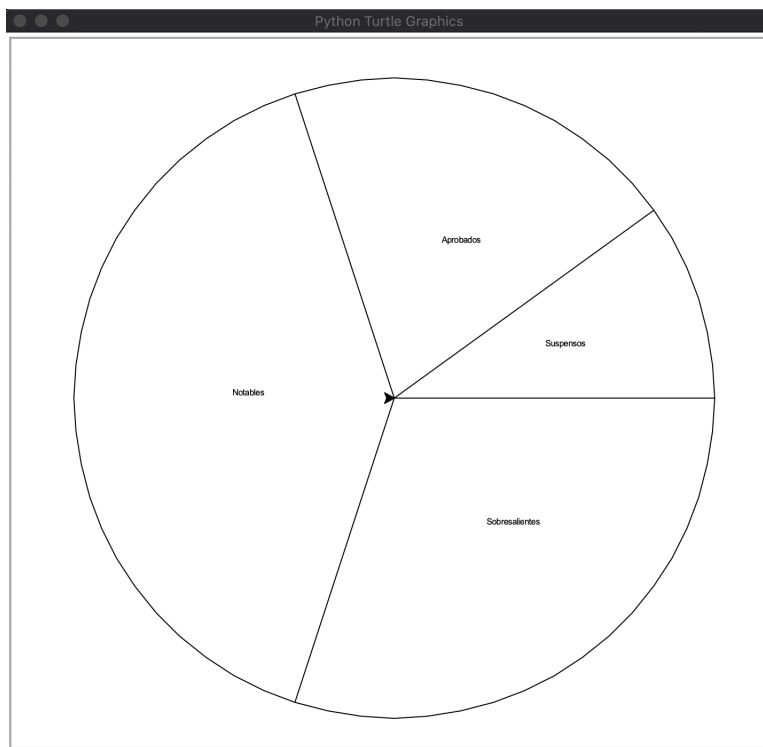 Python Turtle Graphics
Aprobados
Suspensos
Notables
Sobresalientes